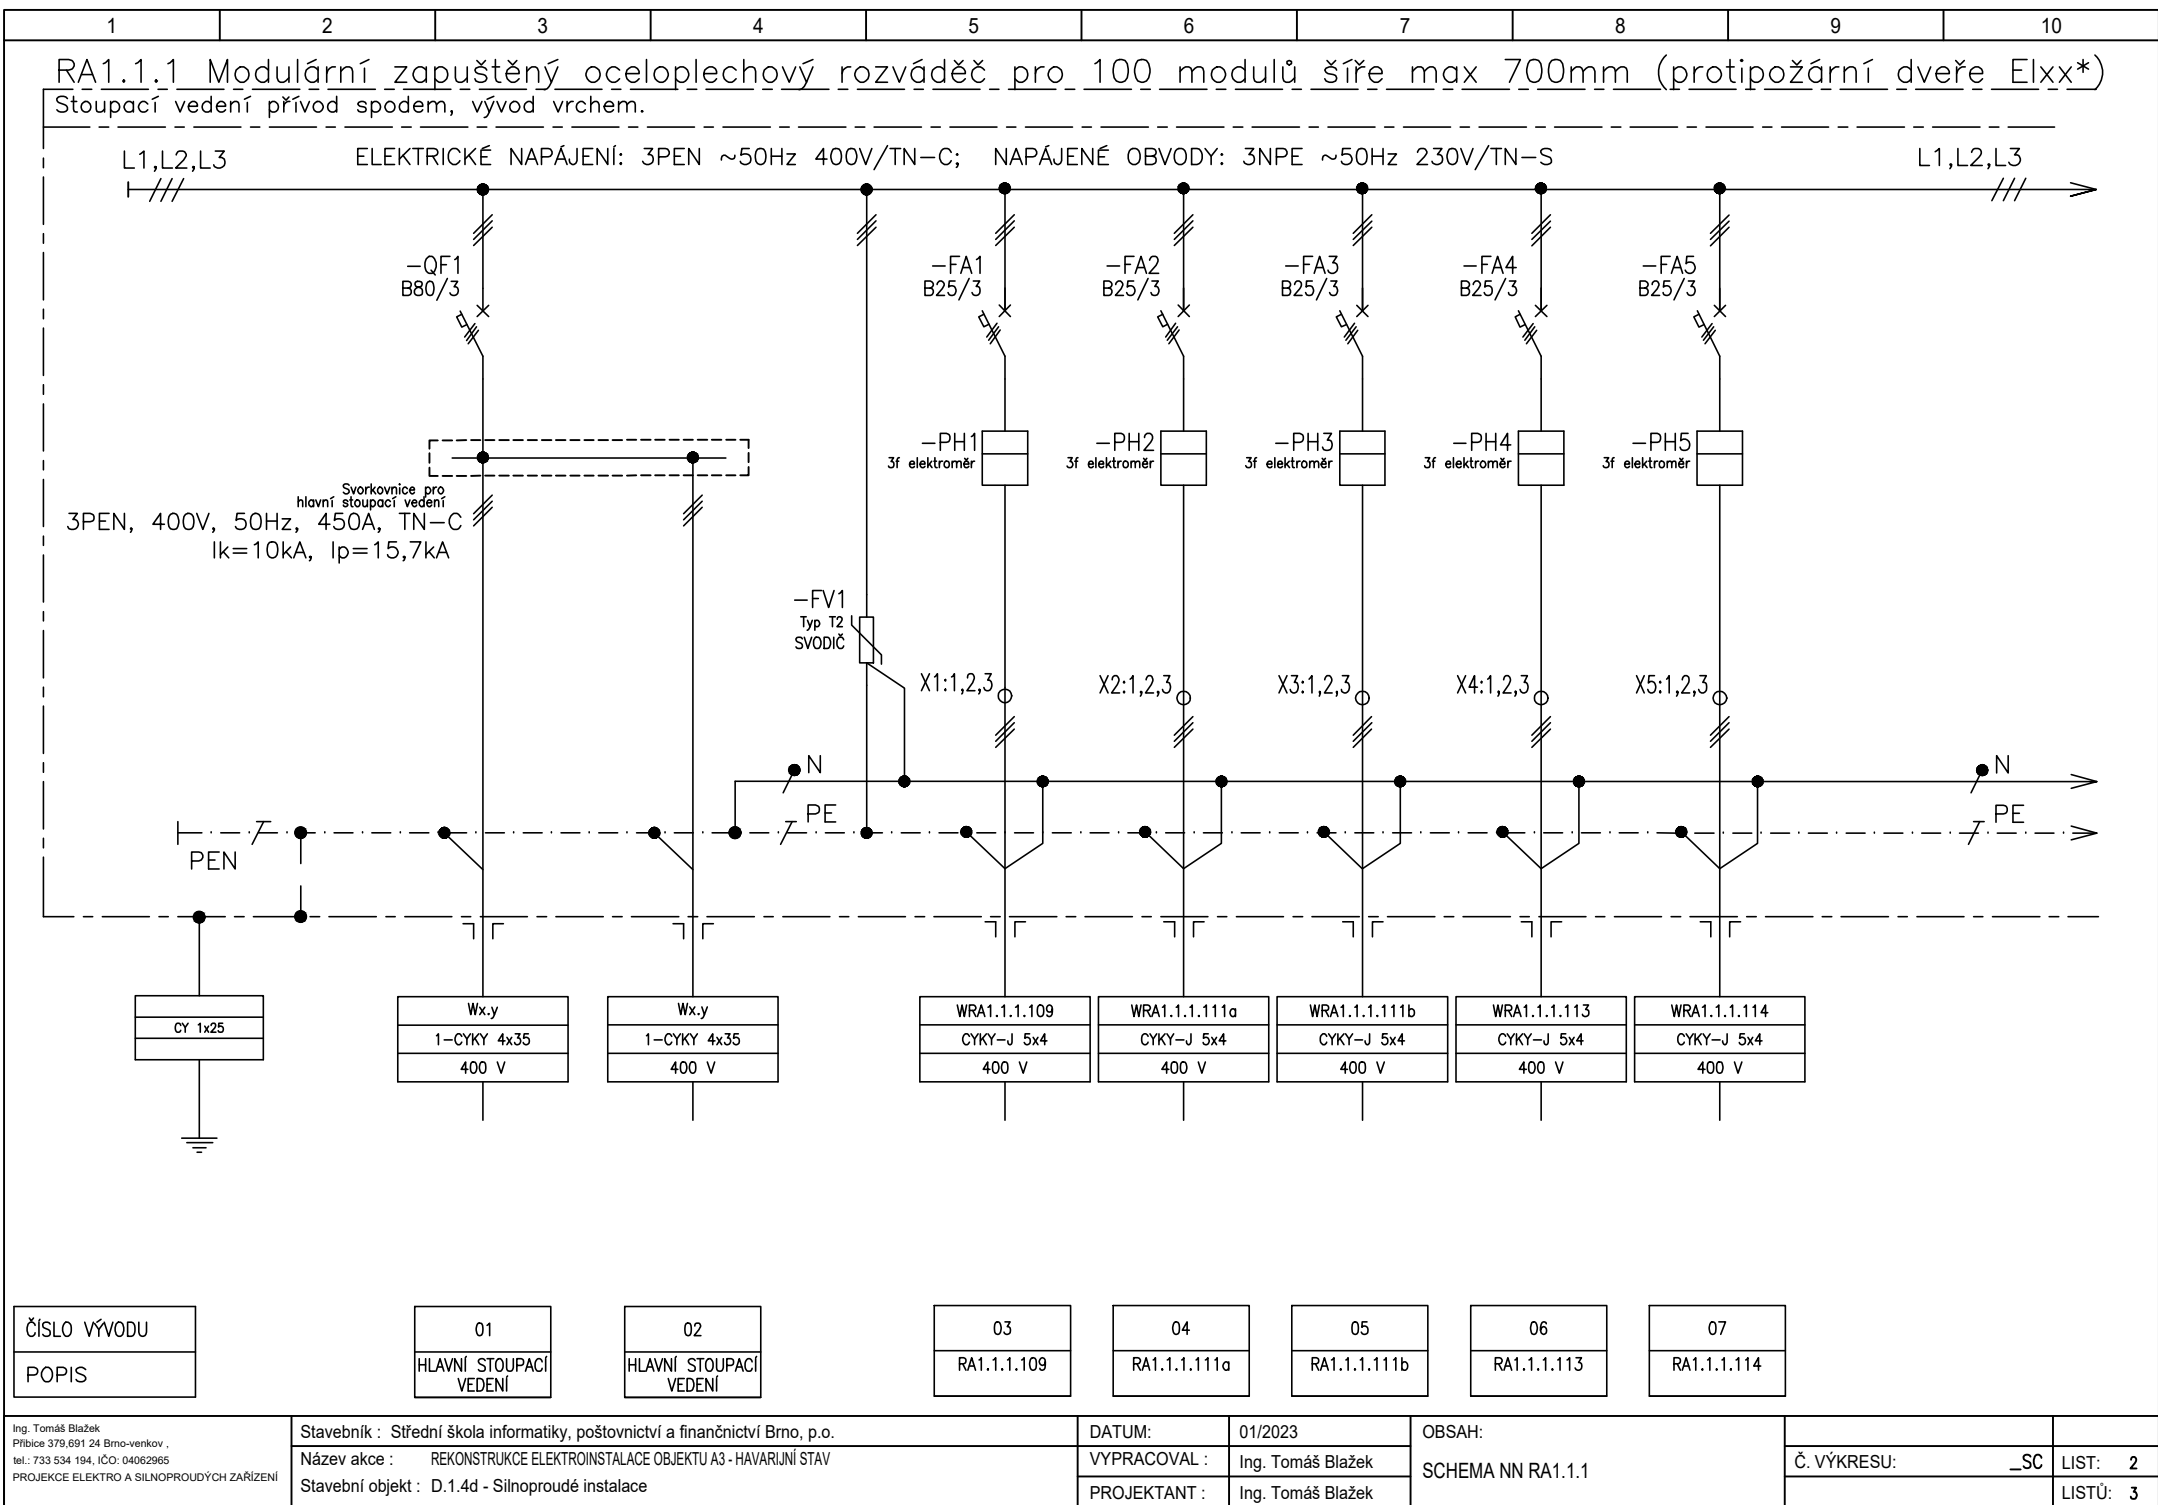 1 2 3 4 5 6 7 8 9 10
RA1.1.1 Modulární zapuštěný oceloplechový rozváděč pro 100 modulů šíře max 700mm (protipožární dveře EIxx*)
Stoupací vedení přívod spodem, vývod vrchem.
L1,L2,L3 ELEKTRICKÉ NAPÁJENÍ: 3PEN ~50Hz 400V/TN-C; NAPÁJENÉ OBVODY: 3NPE ~50Hz 230V/TN-S L1,L2,L3
-QF1 -FA1 -FA2 -FA3 -FA4 -FA5
B80/3 B25/3 B25/3 B25/3 B25/3 B25/3
-PH1 -PH2 -PH3 -PH4 -PH5
3f elektroměr 3f elektroměr 3f elektroměr 3f elektroměr 3f elektroměr
Svorkovnice pro
hlavní stoupací vedení
3PEN, 400V, 50Hz, 450A, TN-C
Ik=10kA, Ip=15,7kA
-FV1
Typ T2
SVODIČ
X1:1,2,3 X2:1,2,3 X3:1,2,3 X4:1,2,3 X5:1,2,3
N N
PE PE
PEN
Wx.y Wx.y WRA1.1.1.109 WRA1.1.1.111a WRA1.1.1.111b WRA1.1.1.113 WRA1.1.1.114
CY 1x25 1-CYKY 4x35 1-CYKY 4x35 CYKY-J 5x4 CYKY-J 5x4 CYKY-J 5x4 CYKY-J 5x4 CYKY-J 5x4
400 V 400 V 400 V 400 V 400 V 400 V 400 V
ČÍSLO VÝVODU 01 02 03 04 05 06 07
POPIS HLAVNÍ STOUPACÍ HLAVNÍ STOUPACÍ RA1.1.1.109 RA1.1.1.111a RA1.1.1.111b RA1.1.1.113 RA1.1.1.114
VEDENÍ VEDENÍ
Ing. Tomáš Blažek
Přibice 379,691 24 Brno-venkov ,
tel.: 733 534 194, IČO: 04062965
PROJEKCE ELEKTRO A SILNOPROUDÝCH ZAŘÍZENÍ
Stavebník : Střední škola informatiky, poštovnictví a finančnictví Brno, p.o.
Název akce : REKONSTRUKCE ELEKTROINSTALACE OBJEKTU A3 - HAVARIJNÍ STAV
Stavební objekt : D.1.4d - Silnoproudé instalace
DATUM: 01/2023
VYPRACOVAL : Ing. Tomáš Blažek
PROJEKTANT : Ing. Tomáš Blažek
OBSAH:
SCHEMA NN RA1.1.1
Č. VÝKRESU: _SC
LIST: 2
LISTŮ: 3